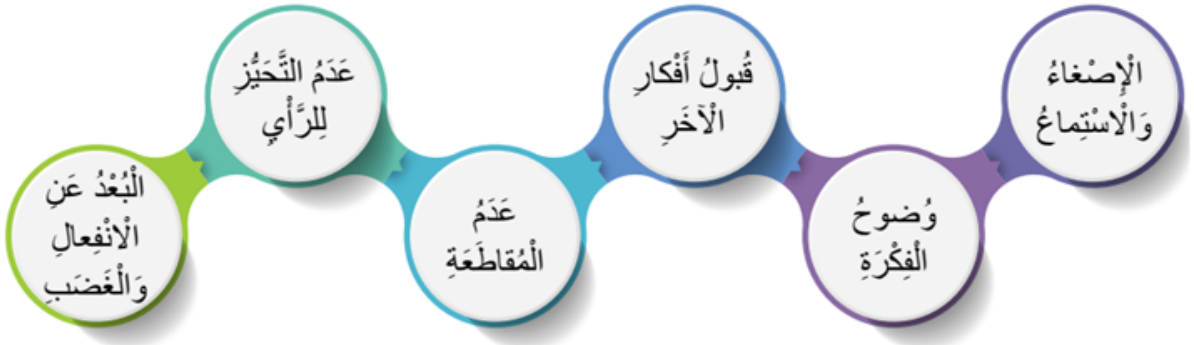 الْإِصْغاءُ
وَالْاسْتِماعُ
وُضوحُ
الْفِكْرَةِ
قُبولُ أَفْكارِ
الْآخَرِ
عَدَمُ
الْمُقاطَعَةِ
عَدَمُ التَّحَيُّزِ
لِلرَّأْيِ
الْبُعْدُ عَنِ
الْانْفِعالِ
وَالْغَضَبِ